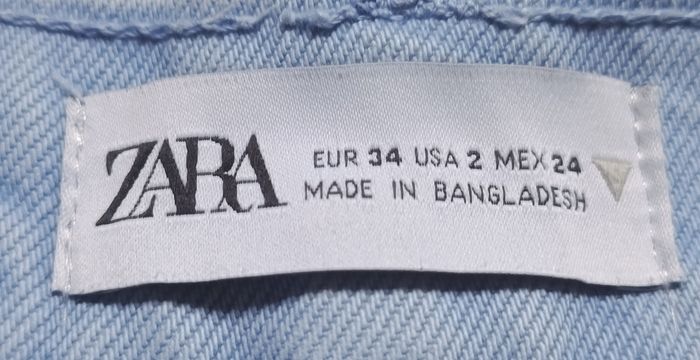 ZARA
EUR 34 USA 2 MEX 24
MADE IN BANGLADESH